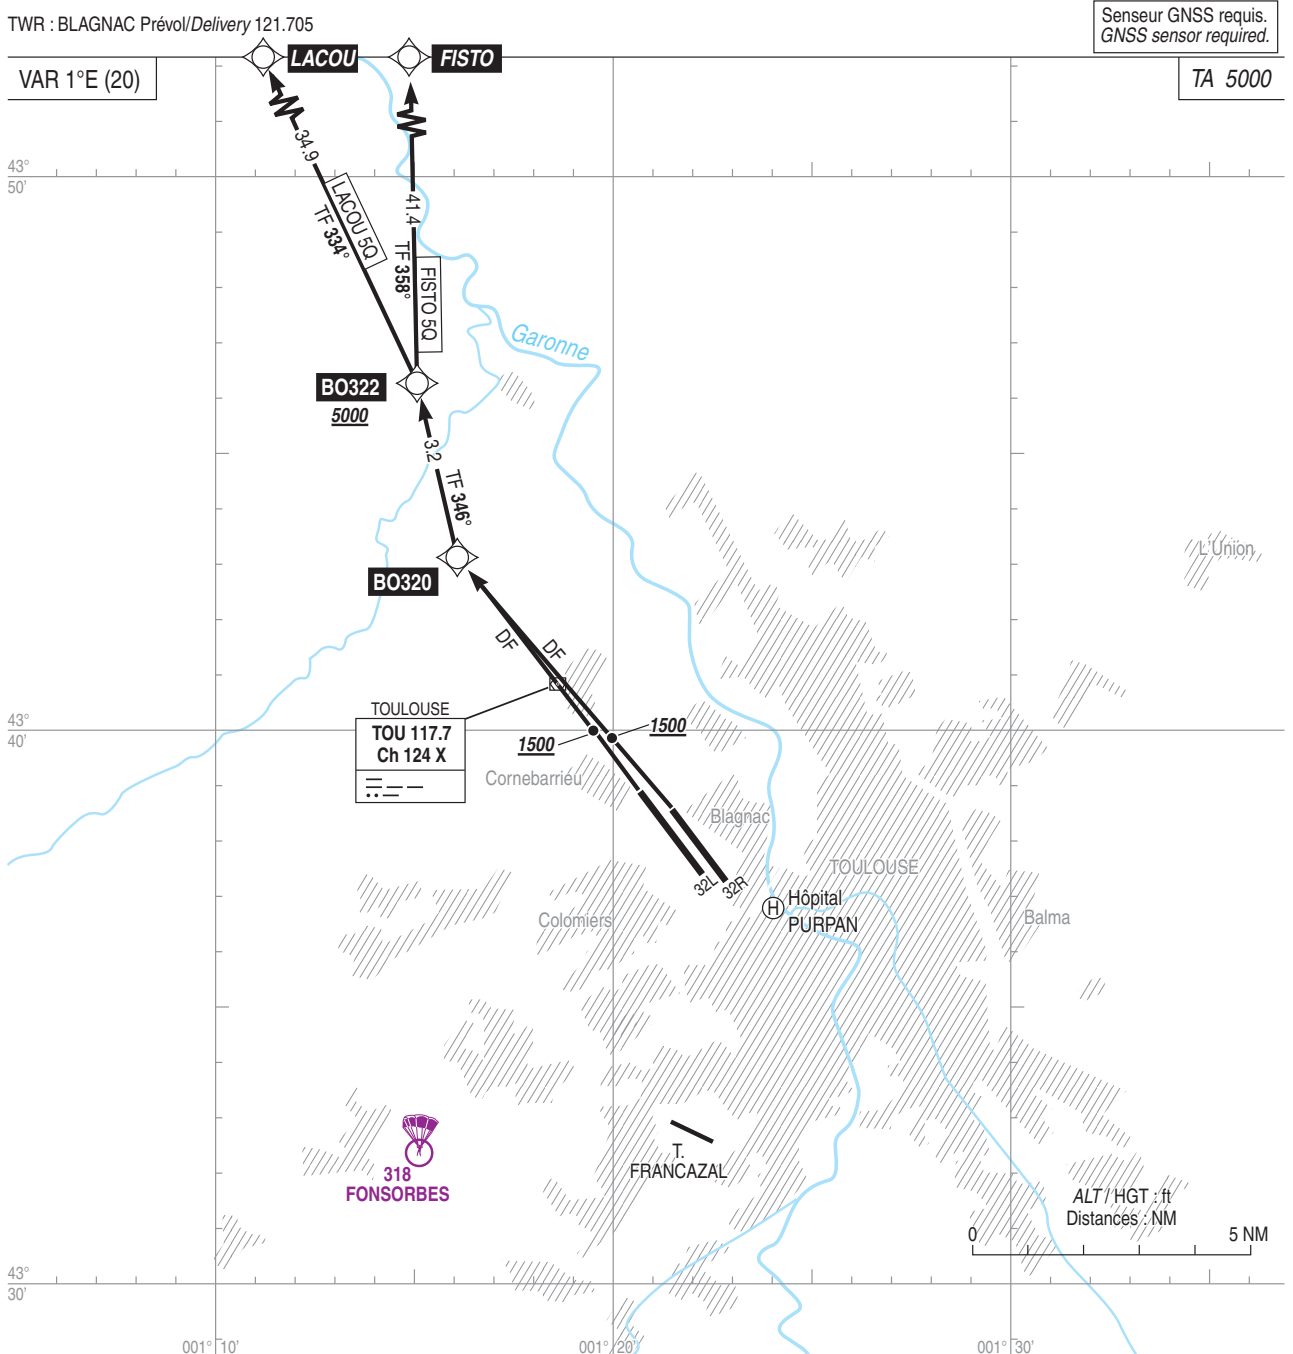 TWR : BLAGNAC Prévol/Delivery 121.705
Senseur GNSS requis.
GNSS sensor required.
LACOU
FISTO
VAR 1°E (20)
TA 5000
34.9
43°
50'
LACOU 5Q
TF 334°
41.4
TF 358°
FISTO 5Q
Garonne
BO322
5000
3.2
TF 346°
L'Union
BO320
DF
DF
TOULOUSE
TOU 117.7
Ch 124 X
43°
40'
1500
1500
Cornebarrieu
Blagnac
TOULOUSE
32L
32R
H
Hôpital
PURPAN
Colomiers
Balma
T.
FRANCAZAL
318
FONSORBES
ALT / HGT : ft
Distances : NM
0
5 NM
43°
30'
001° 10'
001° 20'
001° 30'